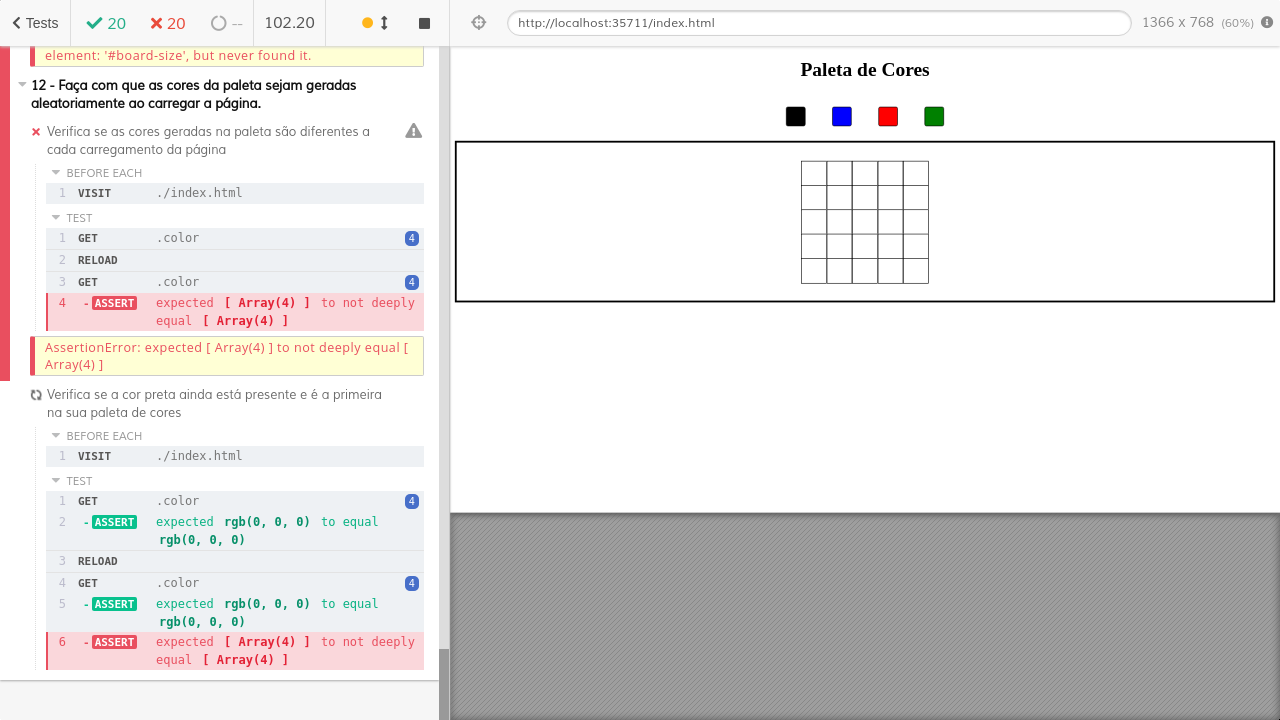 Tests
20
20
--
102.20
http://localhost:35711/index.html
1366 x 768 (60%)
element: '#board-size', but never found it.
12 - Faça com que as cores da paleta sejam geradas
aleatoriamente ao carregar a página.
Verifica se as cores geradas na paleta são diferentes a
cada carregamento da página
BEFORE EACH
1 VISIT ./index.html
TEST
1 GET .color 4
2 RELOAD
3 GET .color 4
4 -ASSERT expected [ Array(4) ] to not deeply
equal [ Array(4) ]
AssertionError: expected [ Array(4) ] to not deeply equal [
Array(4) ]
Verifica se a cor preta ainda está presente e é a primeira
na sua paleta de cores
BEFORE EACH
1 VISIT ./index.html
TEST
1 GET .color 4
2 -ASSERT expected rgb(0, 0, 0) to equal
rgb(0, 0, 0)
3 RELOAD
4 GET .color 4
5 -ASSERT expected rgb(0, 0, 0) to equal
rgb(0, 0, 0)
6 -ASSERT expected [ Array(4) ] to not deeply
equal [ Array(4) ]
Paleta de Cores